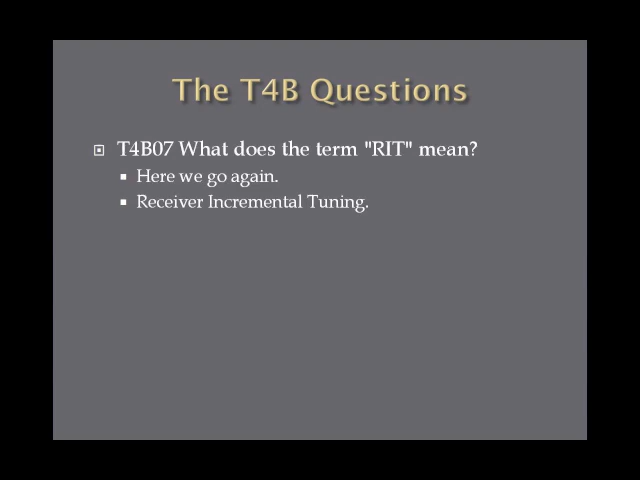 The T4B Questions
T4B07 What does the term "RIT" mean?
Here we go again.
Receiver Incremental Tuning.